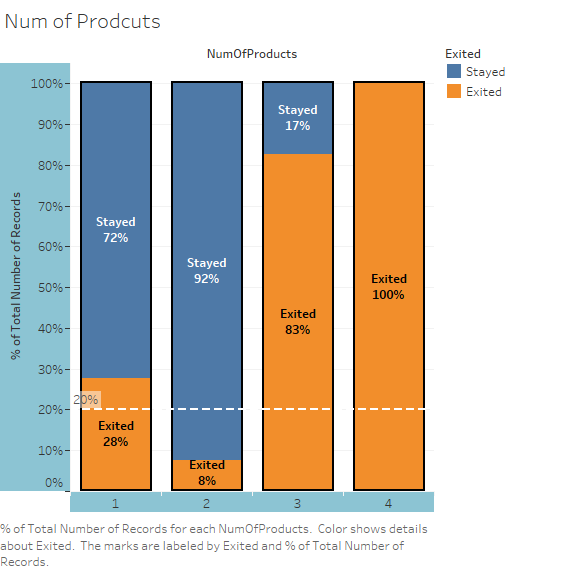 Num of Prodcuts
NumOfProducts
Exited
Stayed
Exited
% of Total Number of Records
100%
90%
80%
70%
60%
50%
40%
30%
20%
10%
0%
20%
Stayed
72%
Exited
28%
Stayed
92%
Exited
8%
Stayed
17%
Exited
83%
Exited
100%
1
2
3
4
% of Total Number of Records for each NumOfProducts.  Color shows details
about Exited.  The marks are labeled by Exited and % of Total Number of
Records.